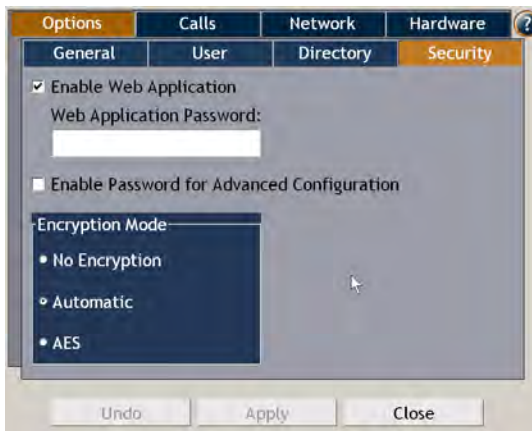 Options Calls Network Hardware ?
General User Directory Security
Enable Web Application
Web Application Password:
Enable Password for Advanced Configuration
Encryption Mode
No Encryption
Automatic
AES
Undo Apply Close